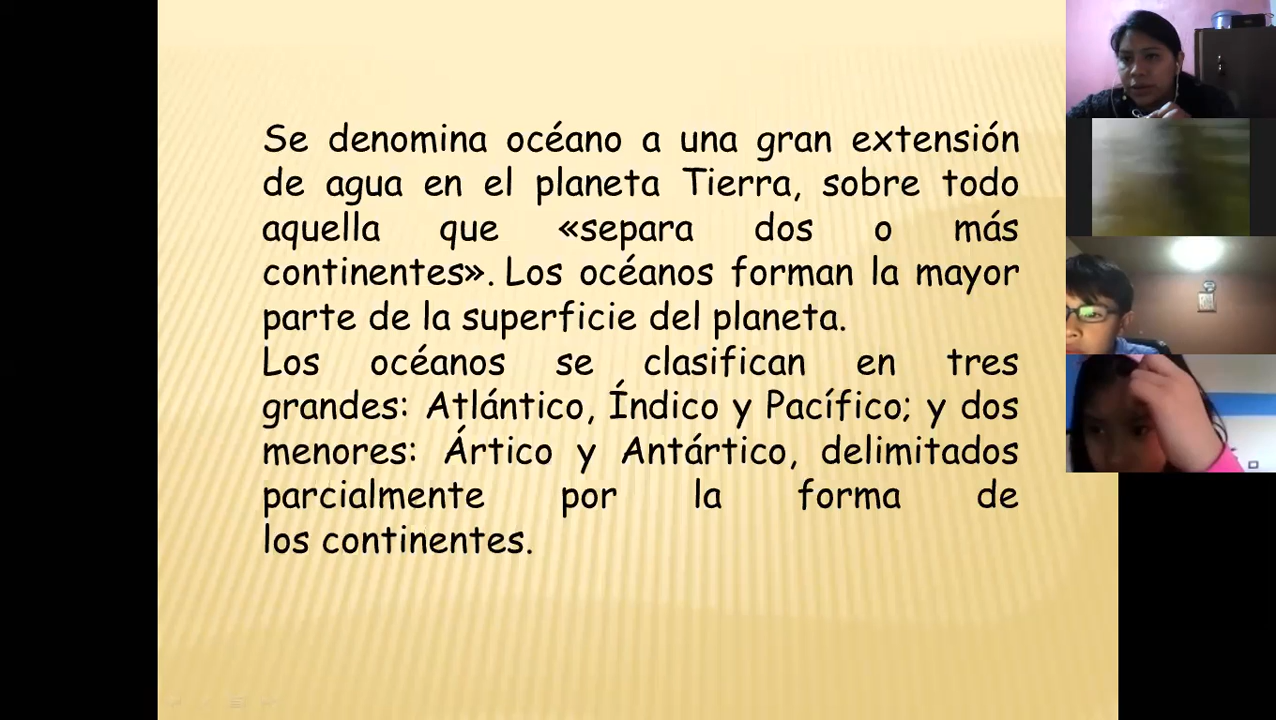 Se denomina océano a una gran extensión
de agua en el planeta Tierra, sobre todo
aquella que «separa dos o más
continentes». Los océanos forman la mayor
parte de la superficie del planeta.
Los océanos se clasifican en tres
grandes: Atlántico, Índico y Pacífico; y dos
menores: Ártico y Antártico, delimitados
parcialmente por la forma de
los continentes.